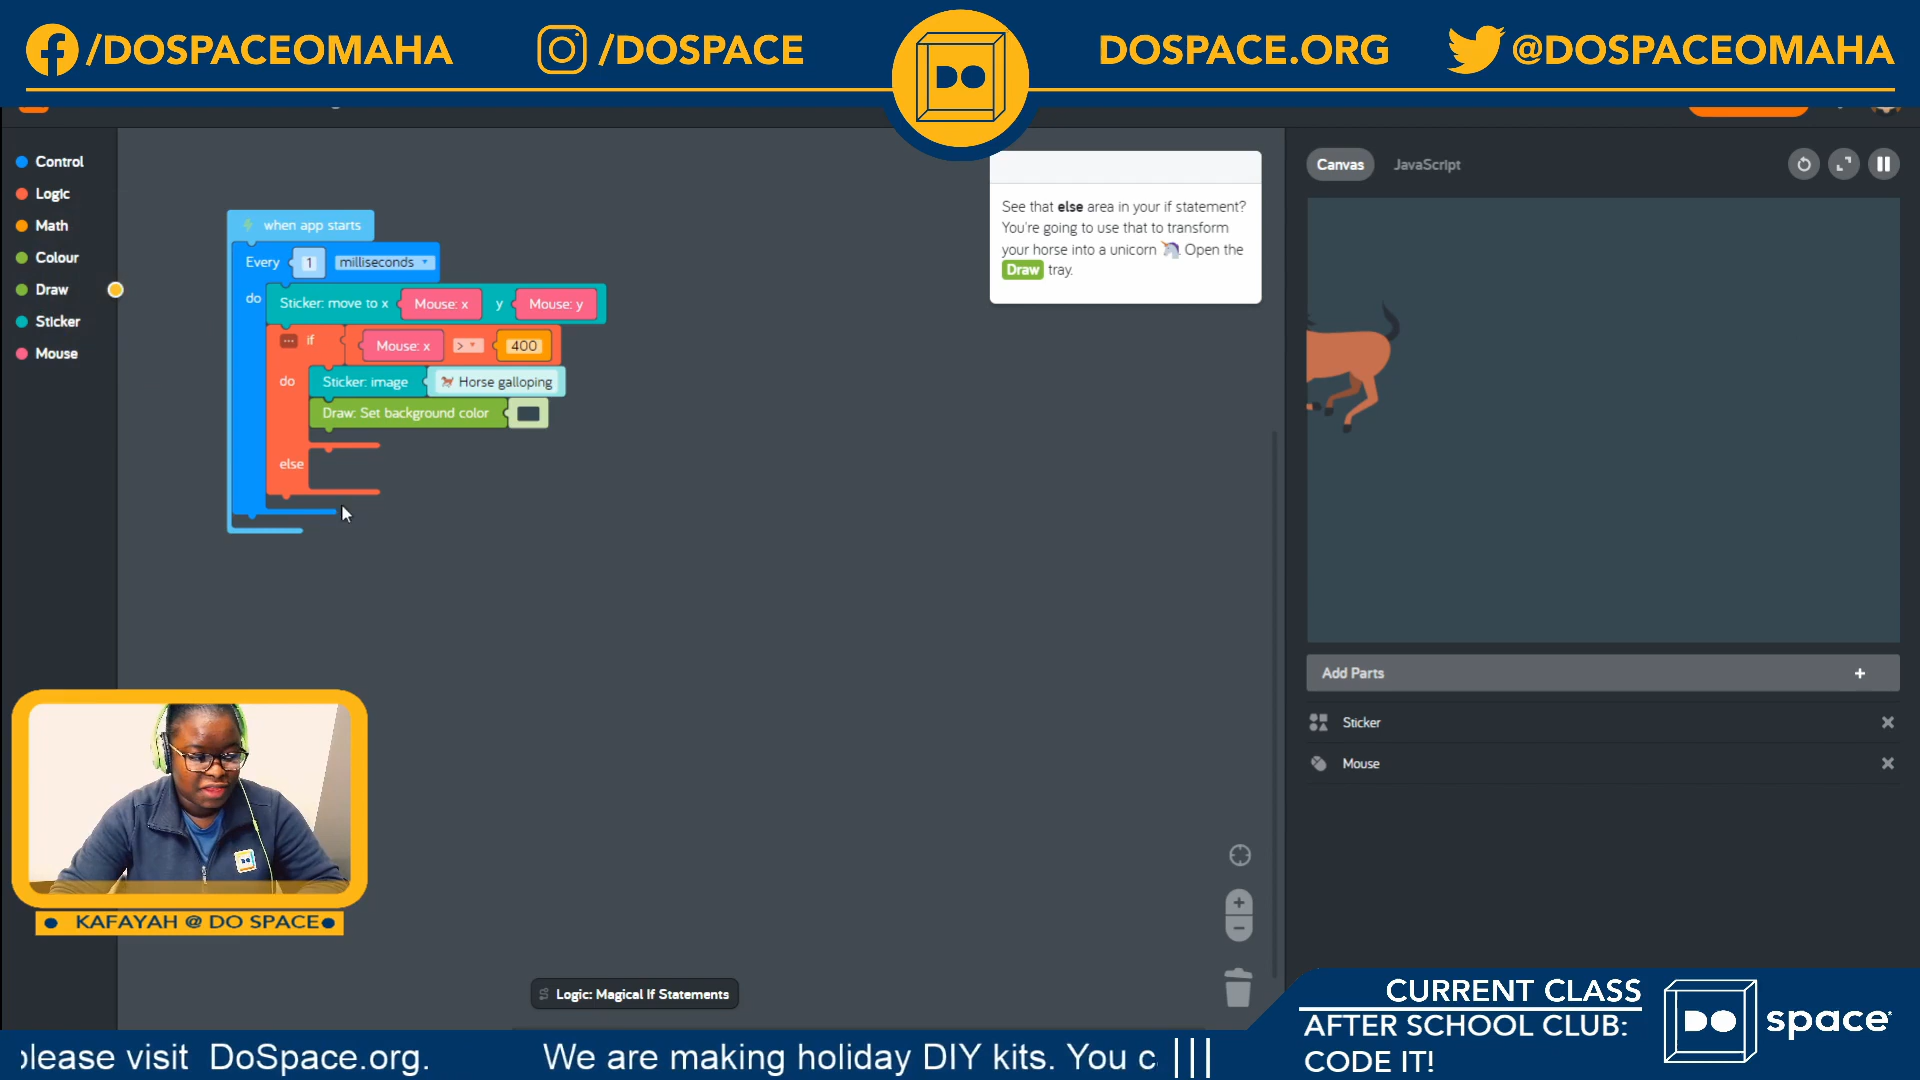 /DOSPACEOMAHA
/DOSPACE
DO
DOSPACE.ORG
@DOSPACEOMAHA
Control
Logic
Math
Colour
Draw
Sticker
Mouse
when app starts
Every 1 milliseconds
do Sticker: move to x Mouse: x y Mouse: y
if Mouse: x > 400
do Sticker: image Horse galloping
Draw: Set background color
else
See that else area in your if statement?
You're going to use that to transform
your horse into a unicorn 🦄. Open the
Draw tray.
Canvas JavaScript
Add Parts +
Sticker
Mouse
DO
KAFAYAH @ DO SPACE
Logic: Magical If Statements
CURRENT CLASS
AFTER SCHOOL CLUB:
CODE IT!
DO space
please visit DoSpace.org. We are making holiday DIY kits. You c